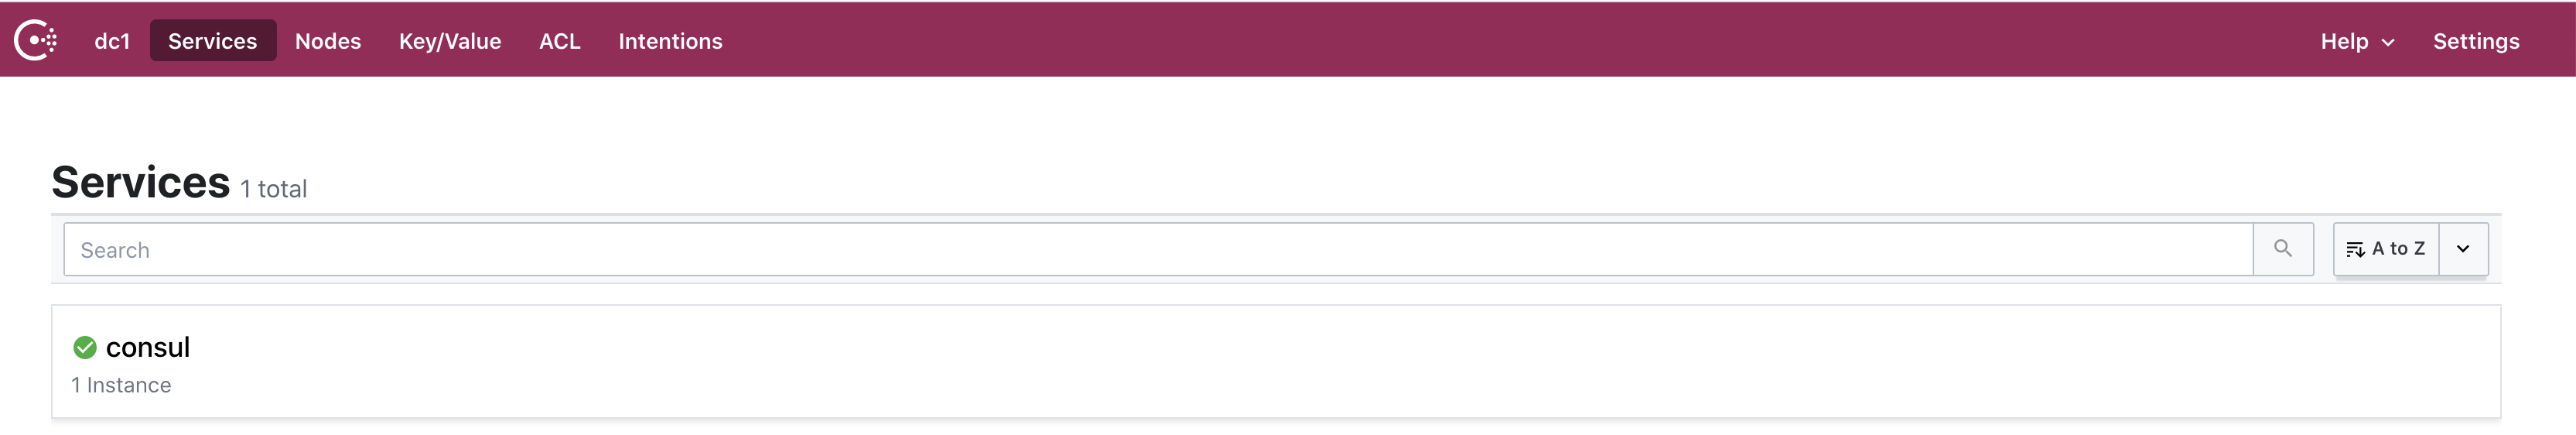 dc1 Services Nodes Key/Value ACL Intentions Help Settings
Services 1 total
Search A to Z
consul
1 Instance